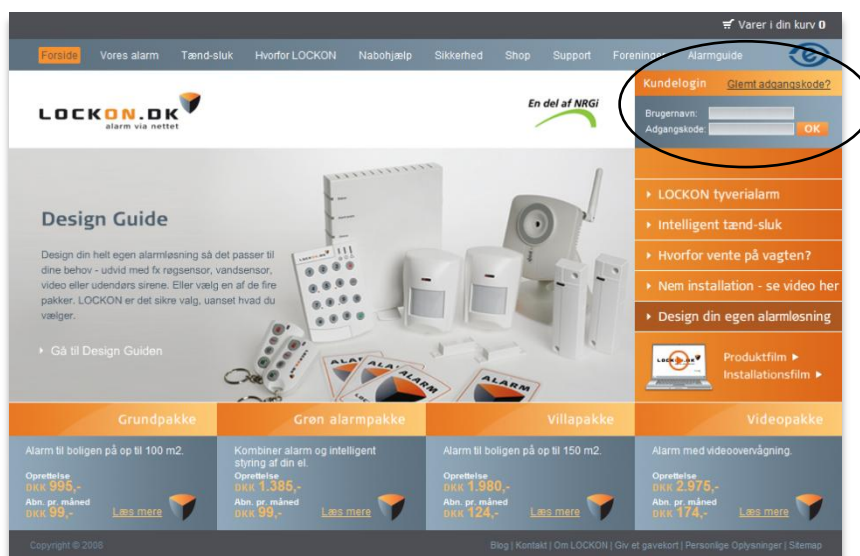 Varer i din kurv 0
Forside Vores alarm Tænd-sluk Hvorfor LOCKON Nabohjælp Sikkerhed Shop Support Foreninger Alarmguide
Kundelogin Glemt adgangskode?
Brugernavn:
Adgangskode: OK
LOCKON.DK
alarm via nettet
En del af NRGi
Design Guide
Design din helt egen alarmløsning så det passer til
dine behov - udvid med fx røgsensor, vandsensor,
video eller udendørs sirene. Eller vælg en af de fire
pakker. LOCKON er det sikre valg, uanset hvad du
vælger.
Gå til Design Guiden
ALARM
ALARM
LOCKON tyverialarm
Intelligent tænd-sluk
Hvorfor vente på vagten?
Nem installation - se video her
Design din egen alarmløsning
Produktfilm
Installationsfilm
Grundpakke
Alarm til boligen på op til 100 m2.
Oprettelse
DKK 995,-
Abn. pr. måned
DKK 99,- Læs mere
Grøn alarmpakke
Kombiner alarm og intelligent
styring af din el.
Oprettelse
DKK 1.385,-
Abn. pr. måned
DKK 99,- Læs mere
Villapakke
Alarm til boligen på op til 150 m2.
Oprettelse
DKK 1.980,-
Abn. pr. måned
DKK 124,- Læs mere
Videopakke
Alarm med videoovervågning.
Oprettelse
DKK 2.975,-
Abn. pr. måned
DKK 174,- Læs mere
Copyright © 2008
Blog | Kontakt | Om LOCKON | Giv et gavekort | Personlige Oplysninger | Sitemap